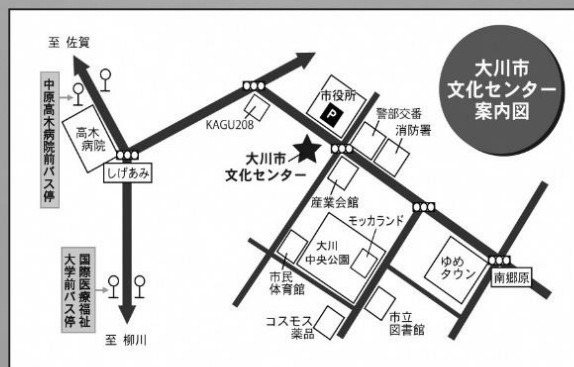 大川市
文化センター
案内図
至 佐賀
中原高木病院前バス停
高木
病院
しげあみ
KAGU208
市役所
P
警部交番
消防署
大川市
文化センター
産業会館
モッカランド
大川
中央公園
ゆめ
タウン
南郷原
市民
体育館
市立
図書館
コスモス
薬品
国際医療福祉
大学前バス停
至 柳川